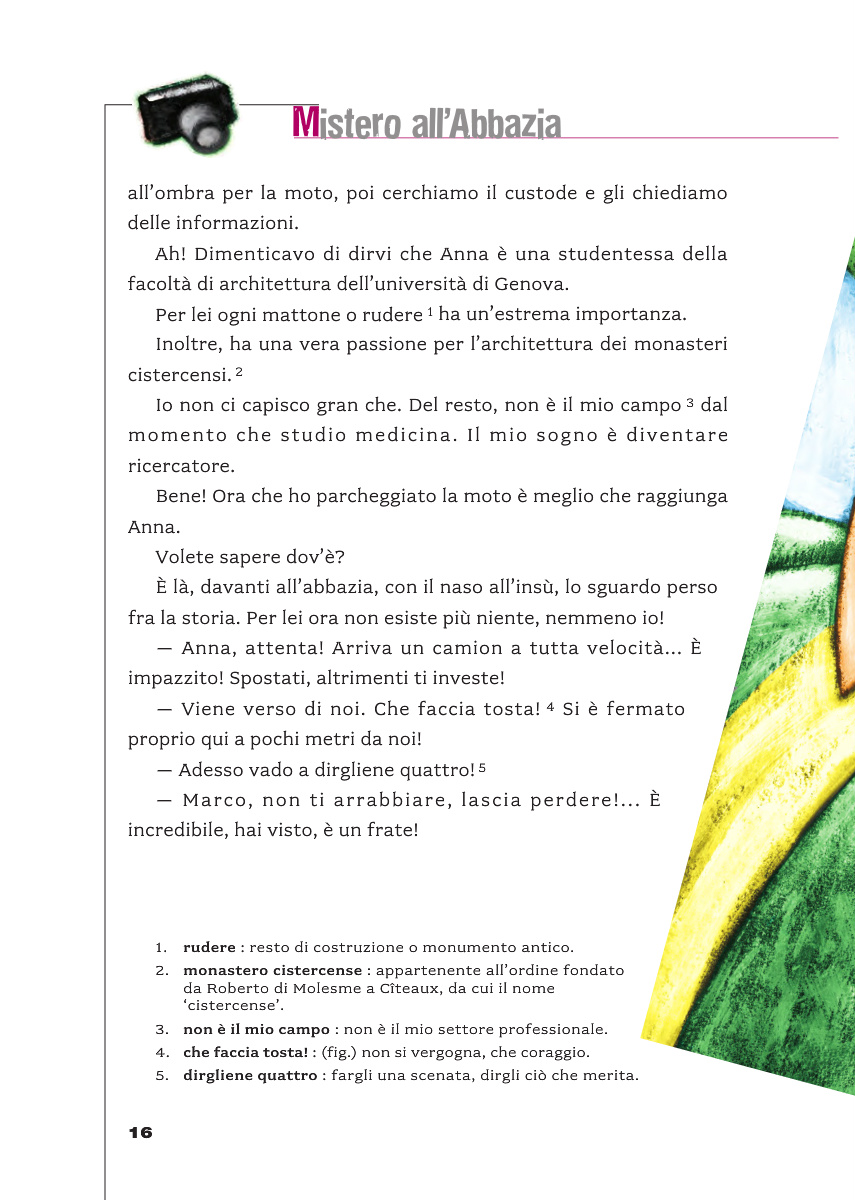 Mistero all'Abbazia
all'ombra per la moto, poi cerchiamo il custode e gli chiediamo
delle informazioni.
Ah! Dimenticavo di dirvi che Anna è una studentessa della
facoltà di architettura dell'università di Genova.
Per lei ogni mattone o rudere 1 ha un'estrema importanza.
Inoltre, ha una vera passione per l'architettura dei monasteri
cistercensi. 2
Io non ci capisco gran che. Del resto, non è il mio campo 3 dal
momento che studio medicina. Il mio sogno è diventare
ricercatore.
Bene! Ora che ho parcheggiato la moto è meglio che raggiunga
Anna.
Volete sapere dov'è?
È là, davanti all'abbazia, con il naso all'insù, lo sguardo perso
fra la storia. Per lei ora non esiste più niente, nemmeno io!
— Anna, attenta! Arriva un camion a tutta velocità... È
impazzito! Spostati, altrimenti ti investe!
— Viene verso di noi. Che faccia tosta! 4 Si è fermato
proprio qui a pochi metri da noi!
— Adesso vado a dirgliene quattro! 5
— Marco, non ti arrabbiare, lascia perdere!... È
incredibile, hai visto, è un frate!
1. rudere : resto di costruzione o monumento antico.
2. monastero cistercense : appartenente all'ordine fondato
da Roberto di Molesme a Cîteaux, da cui il nome
'cistercense'.
3. non è il mio campo : non è il mio settore professionale.
4. che faccia tosta! : (fig.) non si vergogna, che coraggio.
5. dirgliene quattro : fargli una scenata, dirgli ciò che merita.
16